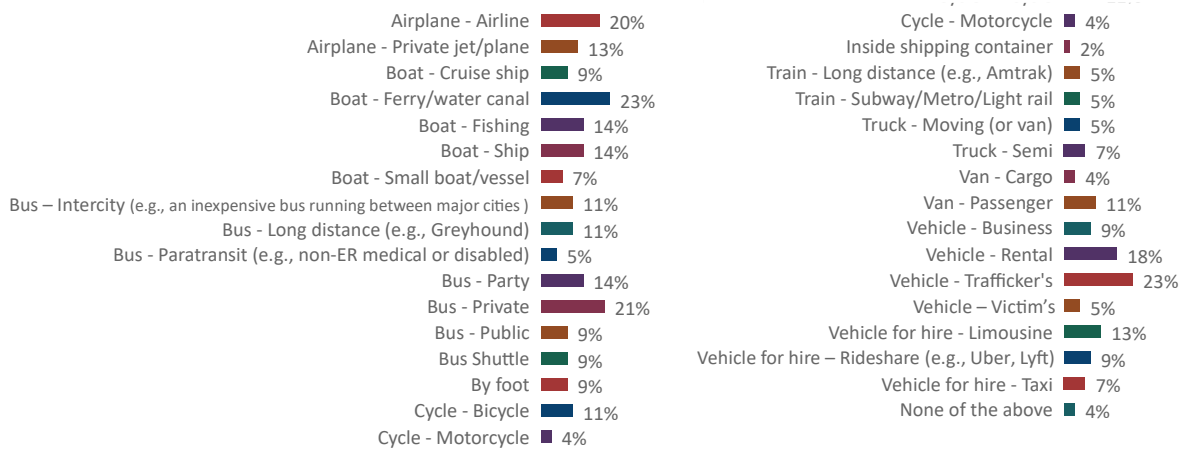 Airplane - Airline 20%
Airplane - Private jet/plane 13%
Boat - Cruise ship 9%
Boat - Ferry/water canal 23%
Boat - Fishing 14%
Boat - Ship 14%
Boat - Small boat/vessel 7%
Bus – Intercity (e.g., an inexpensive bus running between major cities ) 11%
Bus - Long distance (e.g., Greyhound) 11%
Bus - Paratransit (e.g., non-ER medical or disabled) 5%
Bus - Party 14%
Bus - Private 21%
Bus - Public 9%
Bus Shuttle 9%
By foot 9%
Cycle - Bicycle 11%
Cycle - Motorcycle 4%
Cycle - Motorcycle 4%
Inside shipping container 2%
Train - Long distance (e.g., Amtrak) 5%
Train - Subway/Metro/Light rail 5%
Truck - Moving (or van) 5%
Truck - Semi 7%
Van - Cargo 4%
Van - Passenger 11%
Vehicle - Business 9%
Vehicle - Rental 18%
Vehicle - Trafficker's 23%
Vehicle – Victim’s 5%
Vehicle for hire - Limousine 13%
Vehicle for hire – Rideshare (e.g., Uber, Lyft) 9%
Vehicle for hire - Taxi 7%
None of the above 4%